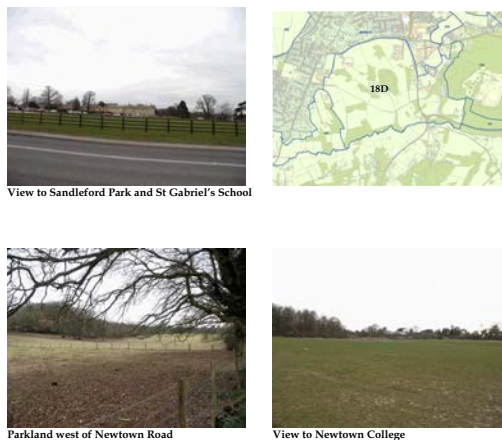 18D
View to Sandleford Park and St Gabriel's School
Parkland west of Newtown Road
View to Newtown College